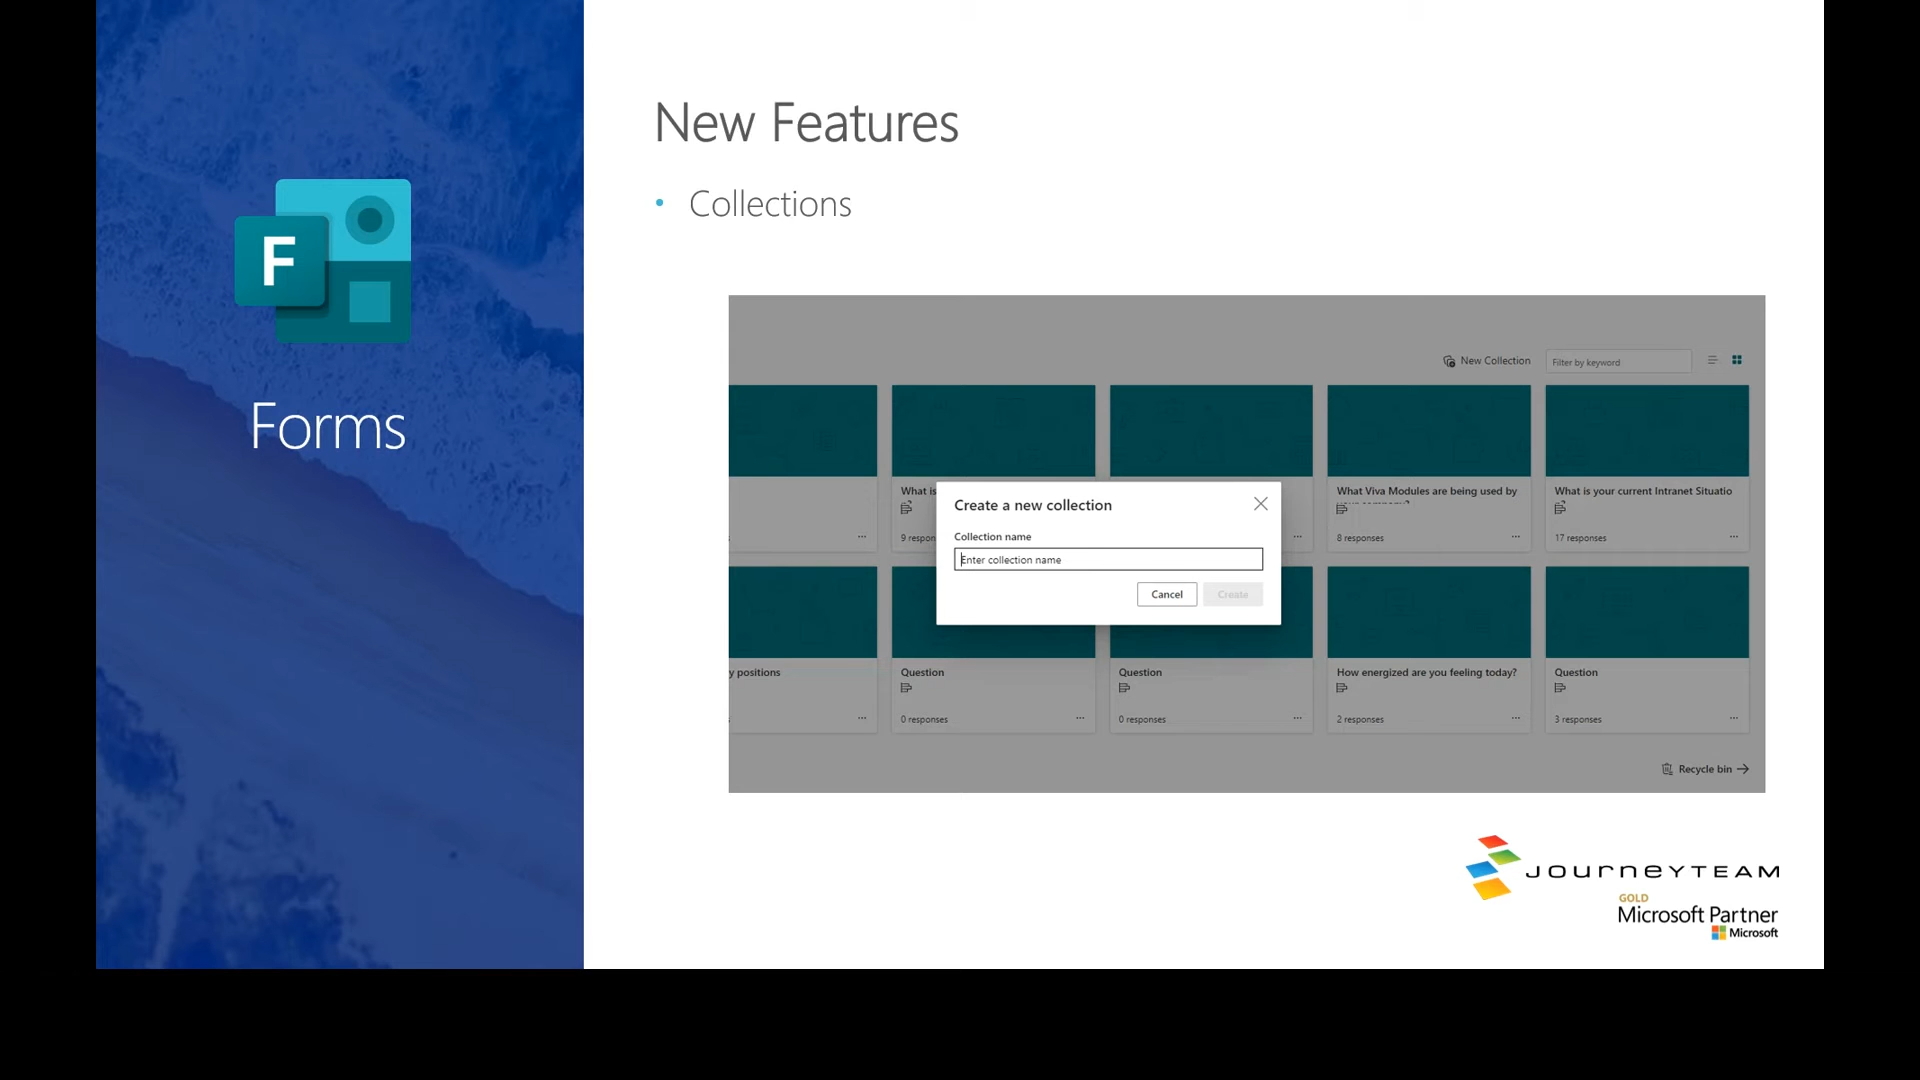 F
Forms
New Features
• Collections
New Collection
Filter by keyword
What is
What Viva Modules are being used by
What is your current Intranet Situatio
9 respon
8 responses
17 responses
Create a new collection
Collection name
Enter collection name
Cancel
Create
y positions
Question
Question
How energized are you feeling today?
Question
0 responses
0 responses
2 responses
3 responses
Recycle bin
JOURNEYTEAM
GOLD
Microsoft Partner
Microsoft